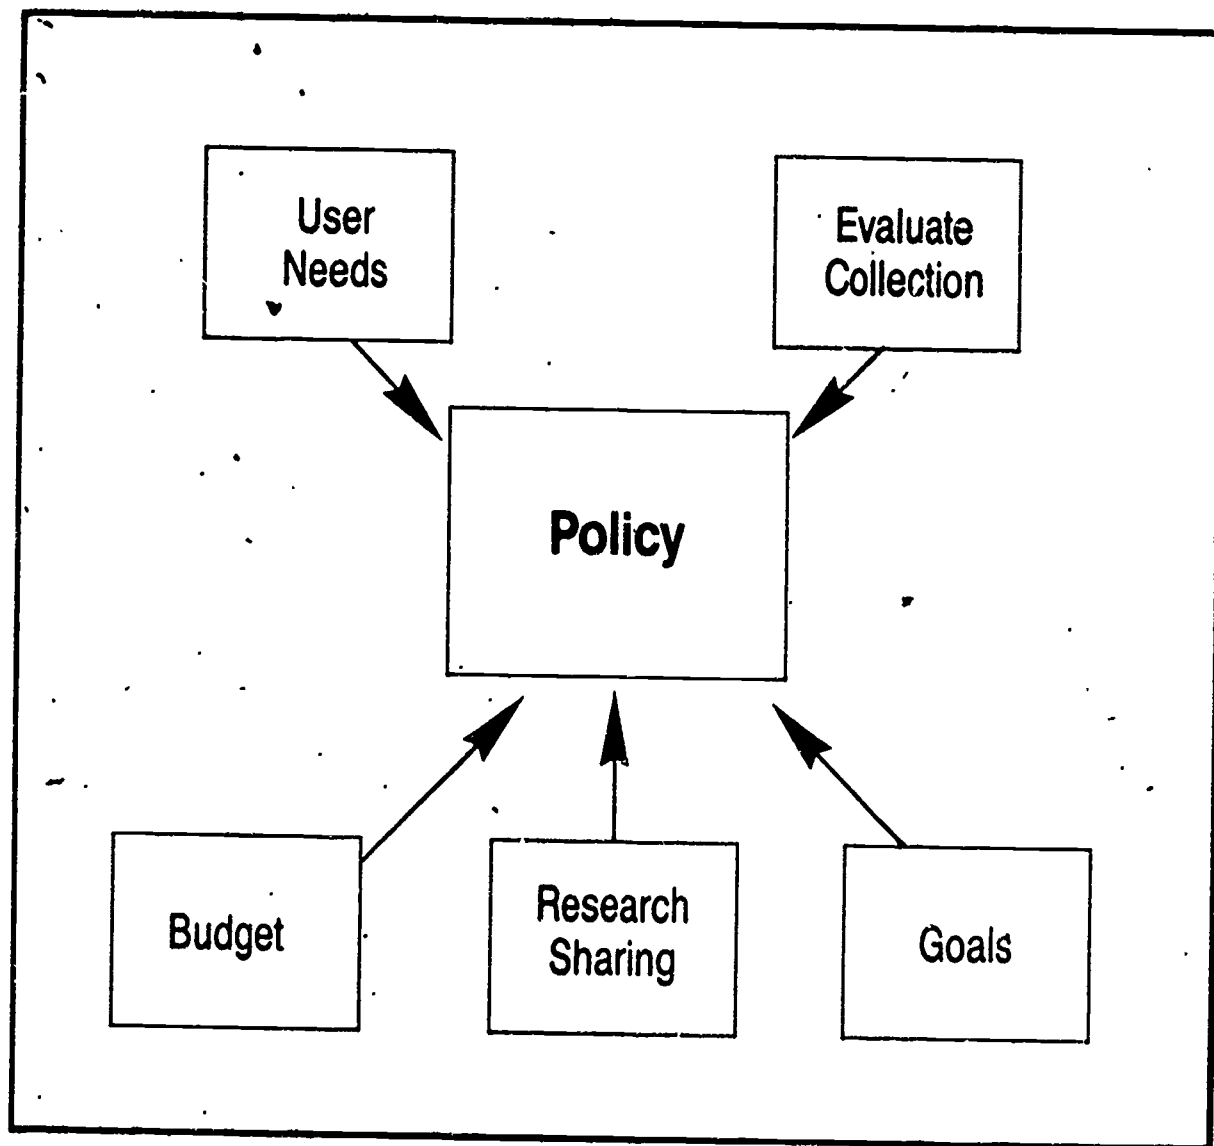 User
Needs
Evaluate
Collection
Policy
Budget
Research
Sharing
Goals